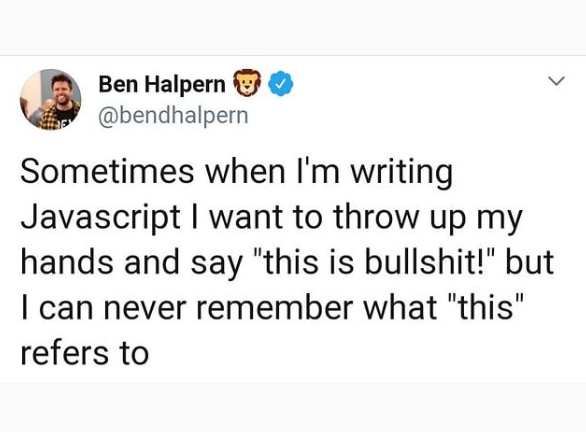 Ben Halpern 🦁
@bendhalpern
Sometimes when I'm writing
Javascript I want to throw up my
hands and say "this is bullshit!" but
I can never remember what "this"
refers to